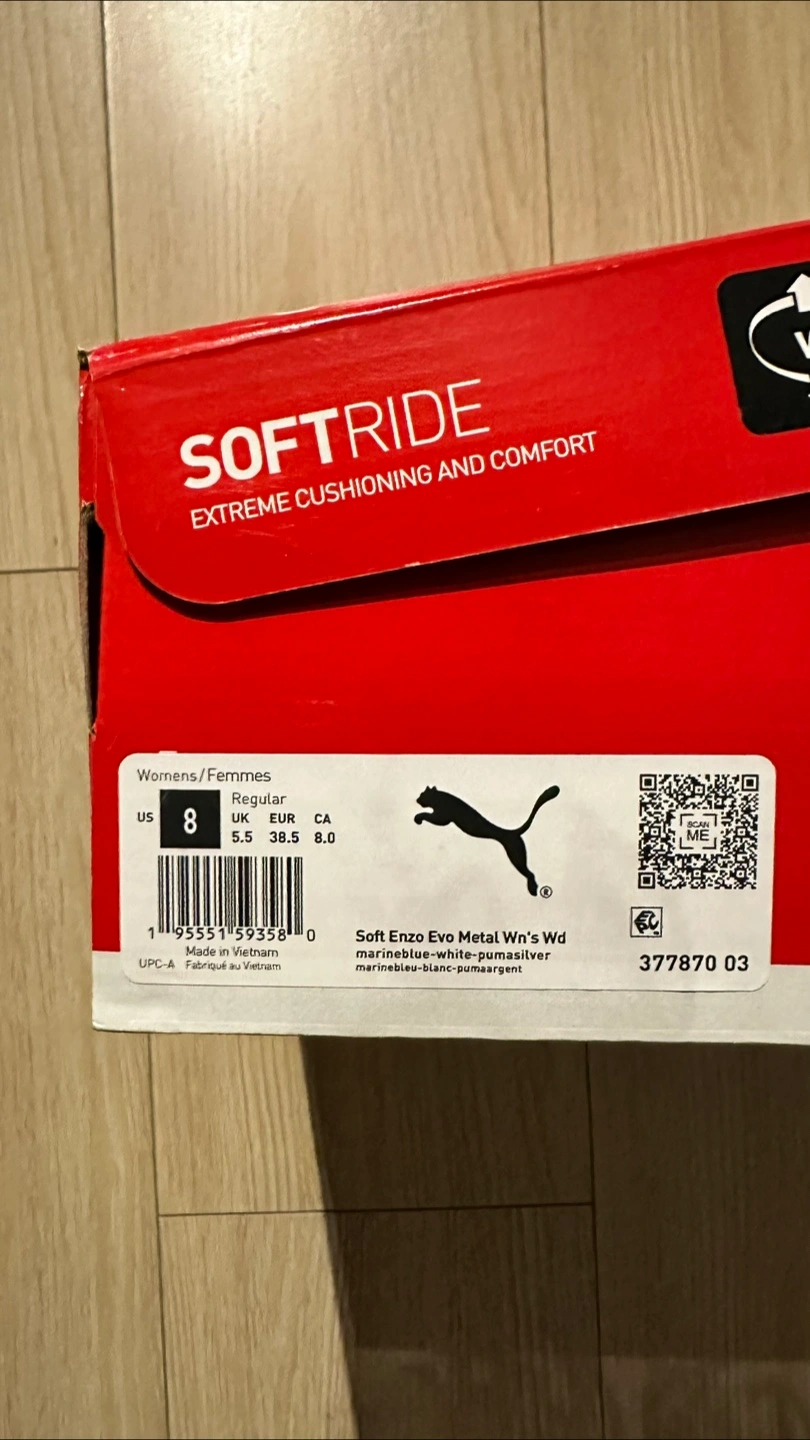 SOFTRIDE
EXTREME CUSHIONING AND COMFORT
Womens/Femmes
US 8
Regular
UK EUR CA
5.5 38.5 8.0
1 95551 59358 0
Made in Vietnam
UPC-A Fabriqué au Vietnam
Soft Enzo Evo Metal Wn's Wd
marineblue-white-pumasilver
marinebleu-blanc-pumaargent
SCAN
ME
377870 03